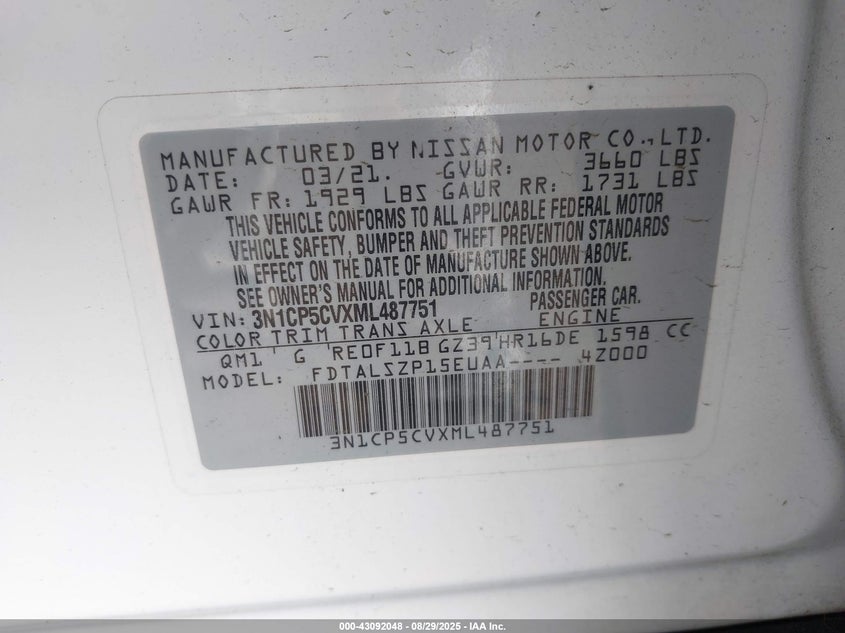 MANUFACTURED BY NISSAN MOTOR CO., LTD.
DATE: 03/21. GVWR: 3660 LBS
GAWR FR: 1929 LBS GAWR RR: 1731 LBS
THIS VEHICLE CONFORMS TO ALL APPLICABLE FEDERAL MOTOR
VEHICLE SAFETY, BUMPER AND THEFT PREVENTION STANDARDS
IN EFFECT ON THE DATE OF MANUFACTURE SHOWN ABOVE.
SEE OWNER'S MANUAL FOR ADDITIONAL INFORMATION.
VIN: 3N1CP5CVXML487751 PASSENGER CAR.
COLOR TRIM TRANS AXLE ENGINE
QM1 G RE0F11B GZ39 HR16DE 1598 CC
MODEL: FDTALSZP15EUAA---- 4Z000
3N1CP5CVXML487751
000-43092048 - 08/29/2025 - IAA Inc.